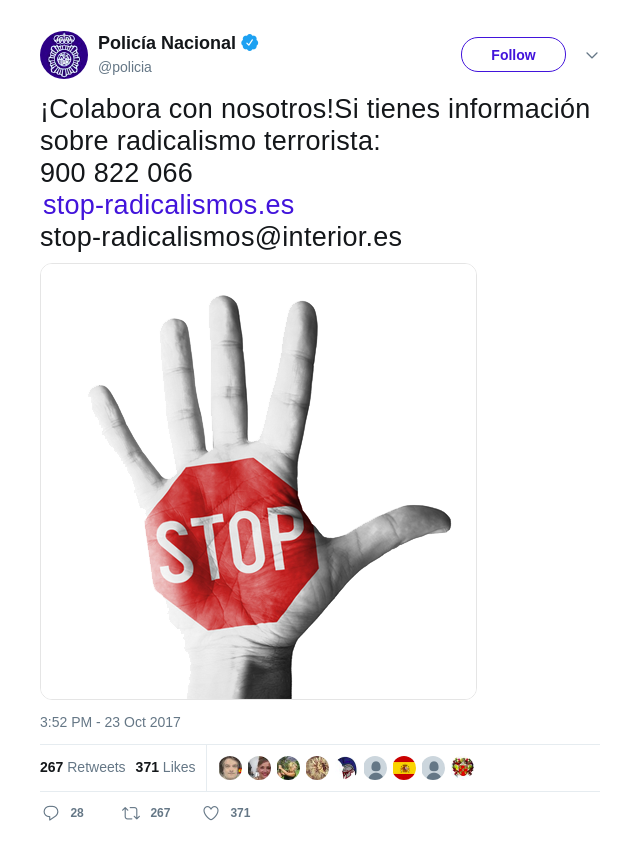 Policía Nacional
@policia
Follow
¡Colabora con nosotros!Si tienes información
sobre radicalismo terrorista:
900 822 066
stop-radicalismos.es
stop-radicalismos@interior.es
STOP
3:52 PM - 23 Oct 2017
267 Retweets 371 Likes
28 267 371